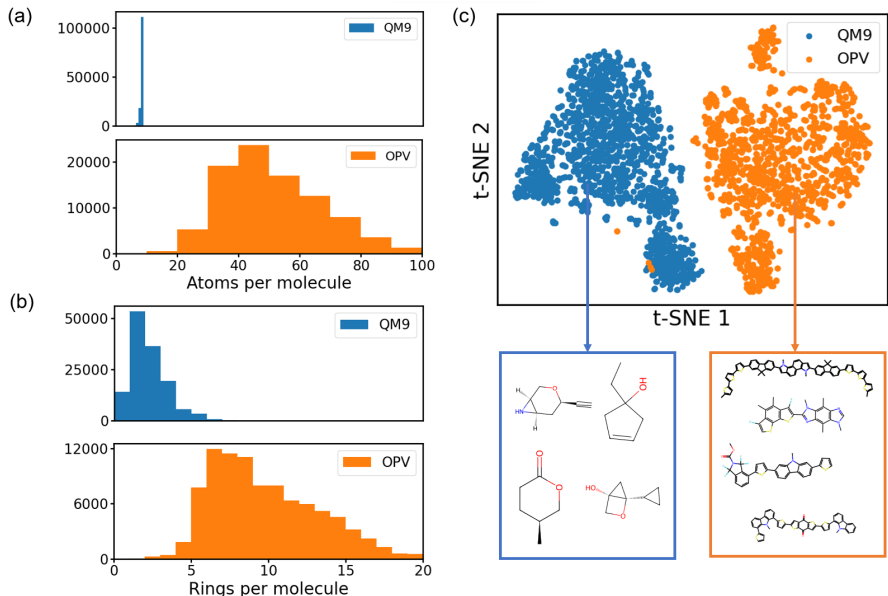 (a)
100000
50000
0
QM9
20000
10000
0
OPV
0 20 40 60 80 100
Atoms per molecule
(b)
50000
25000
0
QM9
12000
6000
0
OPV
0 5 10 15 20
Rings per molecule
(c)
QM9
OPV
t-SNE 2
t-SNE 1
H
O
HN
H
HO
O
O
HO
O